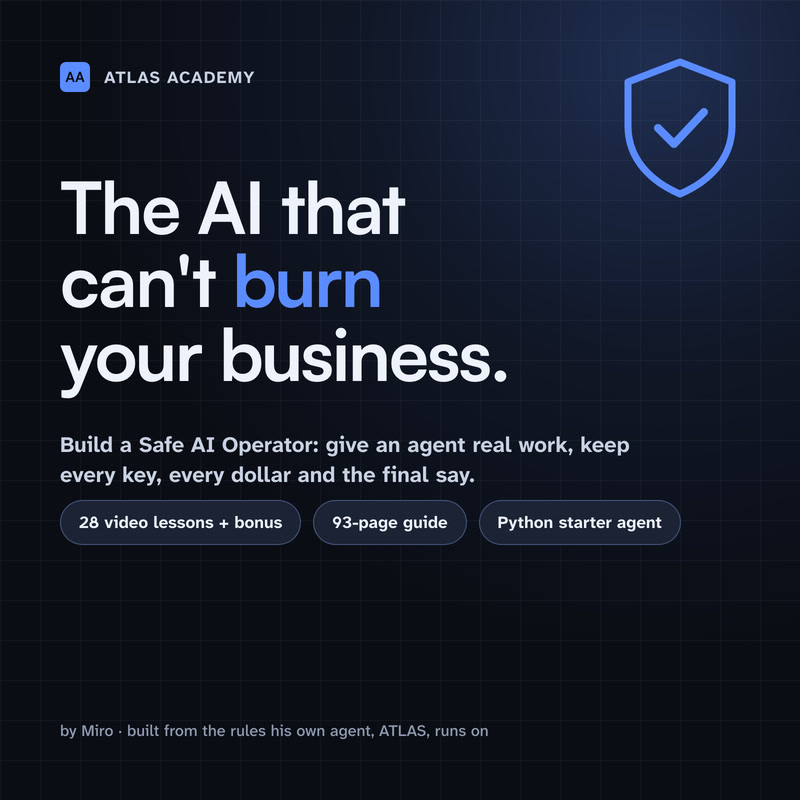 AA ATLAS ACADEMY
The AI that
can't burn
your business.
Build a Safe AI Operator: give an agent real work, keep
every key, every dollar and the final say.
28 video lessons + bonus
93-page guide
Python starter agent
by Miro · built from the rules his own agent, ATLAS, runs on